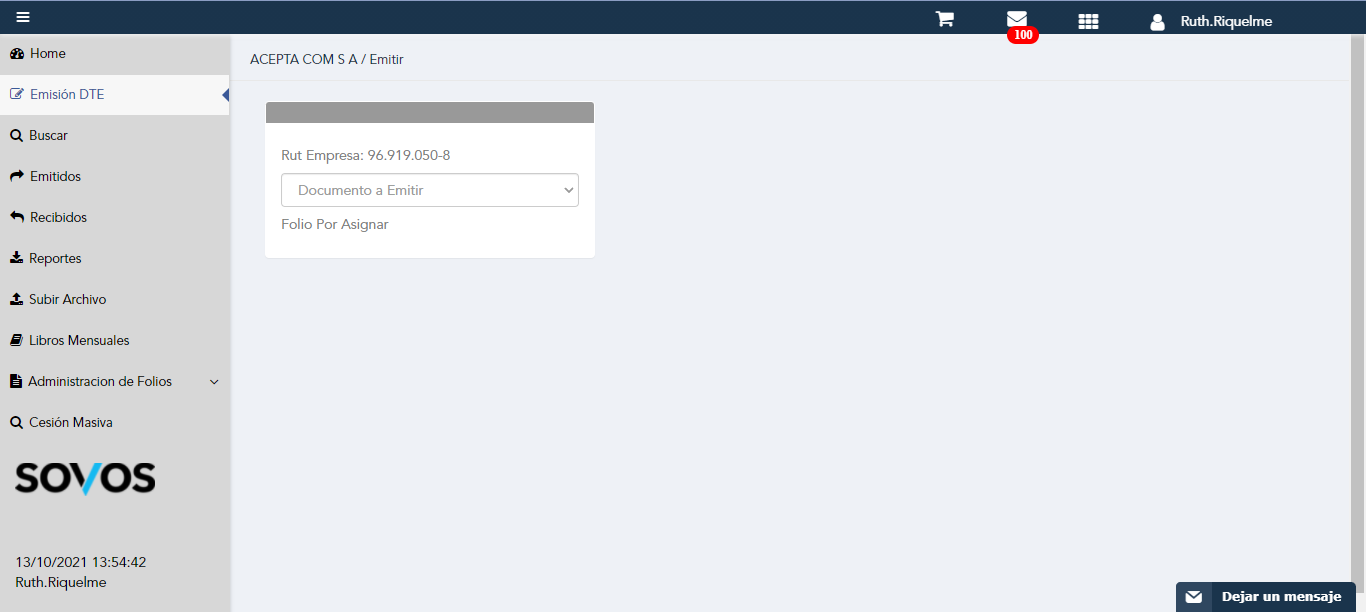 Ruth.Riquelme
100
Home
ACEPTA COM S A / Emitir
Emisión DTE
Buscar
Rut Empresa: 96.919.050-8
Emitidos
Documento a Emitir
Recibidos
Folio Por Asignar
Reportes
Subir Archivo
Libros Mensuales
Administracion de Folios
Cesión Masiva
SOVOS
13/10/2021 13:54:42
Ruth.Riquelme
Dejar un mensaje